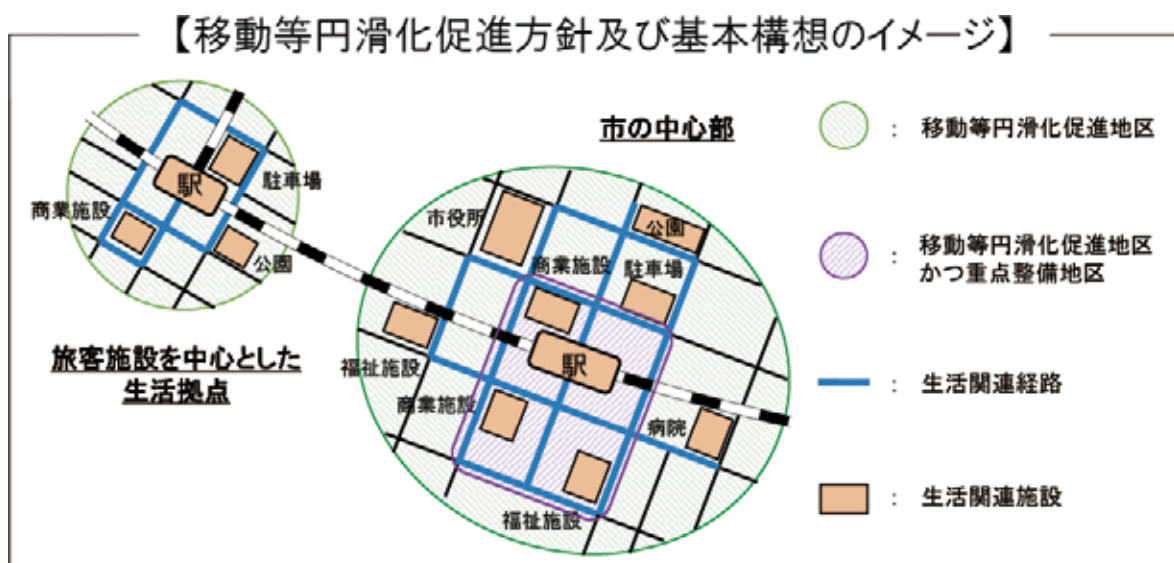 【移動等円滑化促進方針及び基本構想のイメージ】
駅
駐車場
商業施設
公園
旅客施設を中心とした
生活拠点
市の中心部
市役所
公園
商業施設
駐車場
駅
福祉施設
商業施設
病院
福祉施設
： 移動等円滑化促進地区
： 移動等円滑化促進地区
かつ重点整備地区
： 生活関連経路
： 生活関連施設